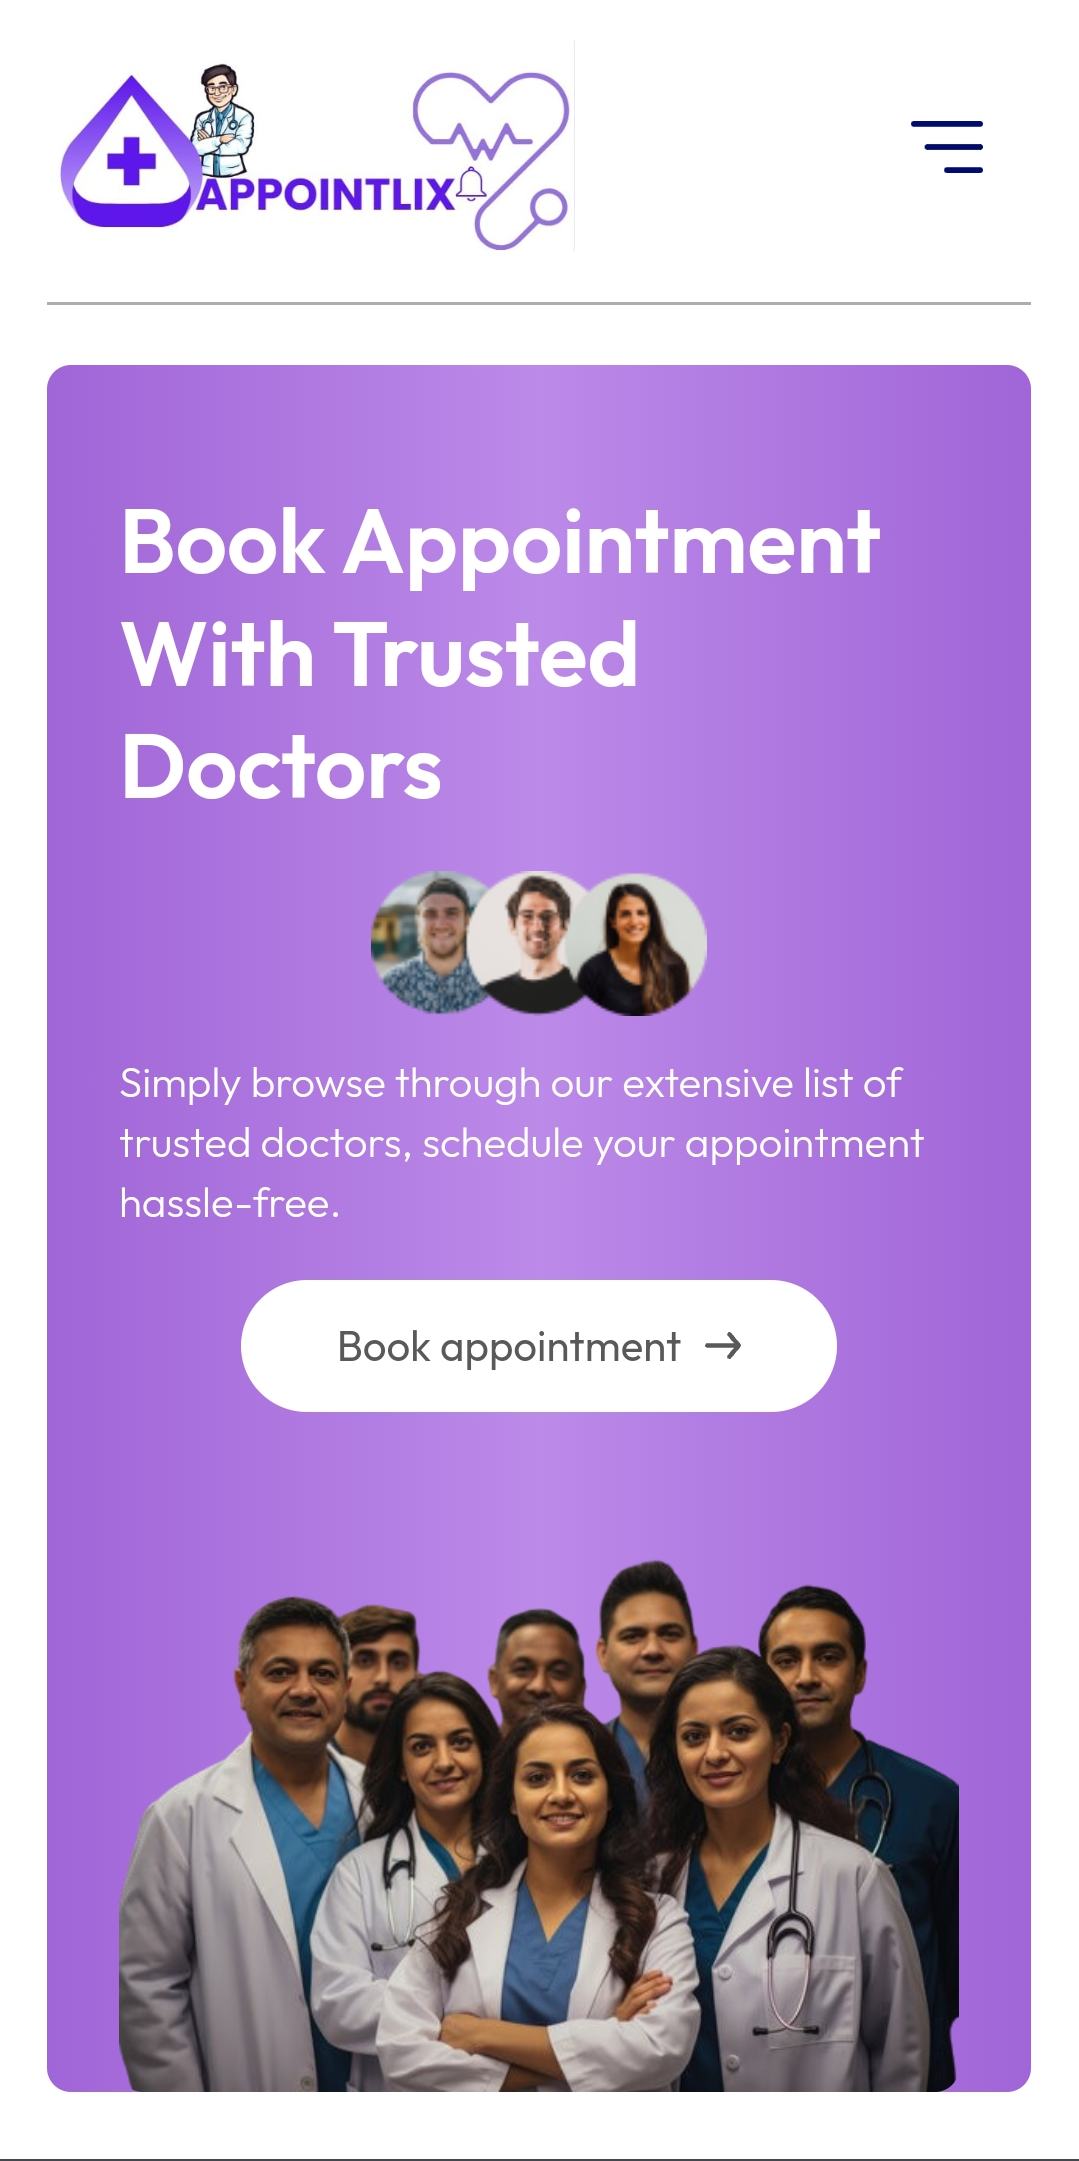 APPOINTLIX
Book Appointment
With Trusted
Doctors
Simply browse through our extensive list of
trusted doctors, schedule your appointment
hassle-free.
Book appointment →